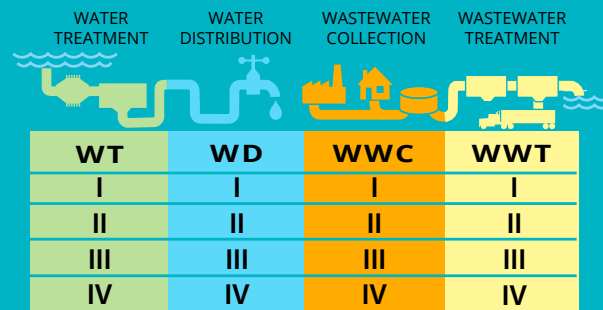 WATER
TREATMENT
WATER
DISTRIBUTION
WASTEWATER
COLLECTION
WASTEWATER
TREATMENT
WT WD WWC WWT
I I I I
II II II II
III III III III
IV IV IV IV